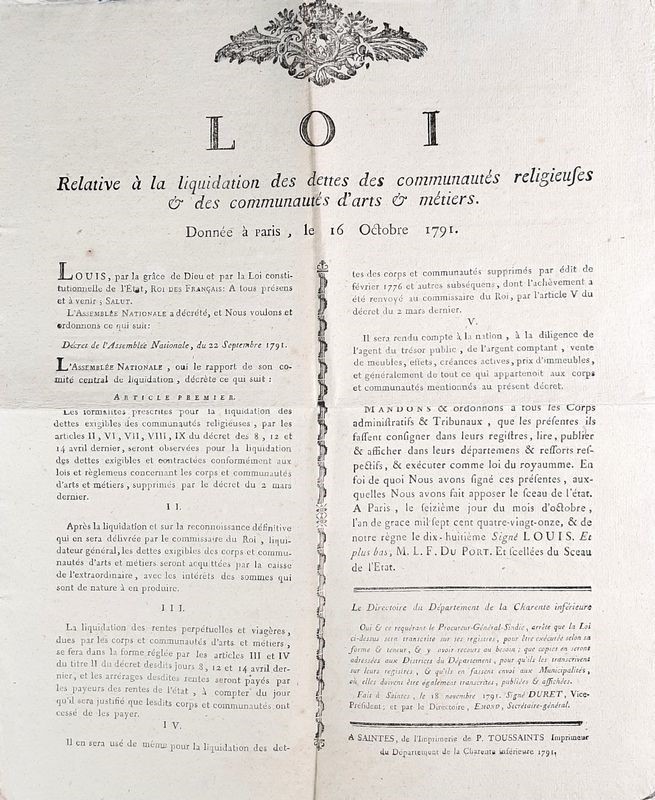 LOI
Relative à la liquidation des dettes des communautés religieuſes
& des communautés d'arts & métiers.
Donnée à Paris, le 16 Octobre 1791.
LOUIS, par la grâce de Dieu et par la Loi consti-
tutionnelle de l'État, ROI DES FRANÇAIS: A tous présens
et à venir; SALUT.
L'ASSEMBLÉE NATIONALE a décrété, et Nous voulons et
ordonnons ce qui suit:
Décret de l'Assemblée Nationale, du 22 Septembre 1791.
L'ASSEMBLÉE NATIONALE, oui le rapport de son co-
mité central de liquidation, décrète ce qui suit:
ARTICLE PREMIER.
Les formalités prescrites pour la liquidation des
dettes exigibles des communautés religieuses, par les
articles II, VI, VII, VIII, IX du décret des 8, 12 et
14 avril dernier, seront observées pour la liquidation
des dettes exigibles et contractées conformément aux
lois et règlemens concernant les corps et communautés
d'arts et métiers, supprimés par le décret du 2 mars
dernier.
II.
Après la liquidation et sur la reconnoissance définitive
qui en sera délivrée par le commissaire du Roi, liqui-
dateur général, les dettes exigibles des corps et commu-
nautés d'arts et métiers seront acquittées par la caisse
de l'extraordinaire, avec les intérêts des sommes qui
sont de nature à en produire.
III.
La liquidation des rentes perpétuelles et viagères,
dues par les corps et communautés d'arts et métiers,
se fera dans la forme réglée par les articles III et IV
du titre II du décret desdits jours 8, 12 et 14 avril der-
nier, et les arrérages desdites rentes seront payés par
les payeurs des rentes de l'état, à compter du jour
qu'il sera justifié que lesdits corps et communautés ont
cessé de les payer.
IV.
Il en sera usé de même pour la liquidation des det-
tes des corps et communautés supprimés par édit de
février 1776 et autres subséquens, dont l'achèvement a
été renvoyé au commissaire du Roi, par l'article V du
décret du 2 mars dernier.
V.
Il sera rendu compte à la nation, à la diligence de
l'agent du trésor public, de l'argent comptant, vente
de meubles, effets, créances actives, prix d'immeubles,
et généralement de tout ce qui appartenoit aux corps
et communautés mentionnés au présent décret.
MANDONS & ordonnons à tous les Corps
adminiſtratifs & Tribunaux, que les préſentes ils
faſſent conſigner dans leurs regiſtres, lire, publier
& afficher dans leurs départemens & reſſorts reſ-
pectifs, & exécuter comme loi du royaumme. En
foi de quoi Nous avons ſigné ces préſentes, aux-
quelles Nous avons fait appoſer le ſceau de l'état.
A Paris, le ſeizième jour du mois d'octobre,
l'an de grace mil ſept cent quatre-vingt-onze, & de
notre règne le dix-huitième Signé LOUIS. Et
plus bas, M. L. F. DU PORT. Et ſcellées du Sceau
de l'État.
Le Directoire du Département de la Charente inférieure
Oui & ce requérant le Procureur-Général-Sindic, arrête que la Loi
ci-dessus sera transcrite sur ses registres, pour être exécutée selon sa
forme & teneur, & y avoir recours au besoin; que copies en seront
adressées aux Districts du Département, pour qu'ils les transcrivent
sur leurs registres, & qu'ils en fassent envoi aux Municipalités,
où, elles doivent être également transcrites, publiées & affichées.
Fait à Saintes, le 18 novembre 1791. Signé DURET, Vice-
Président; et par le Directoire, EMOND, Secrétaire-général.
A SAINTES, de l'Imprimerie de P. TOUSSAINTS Imprimeur
du Département de la Charente inférieure 1791.